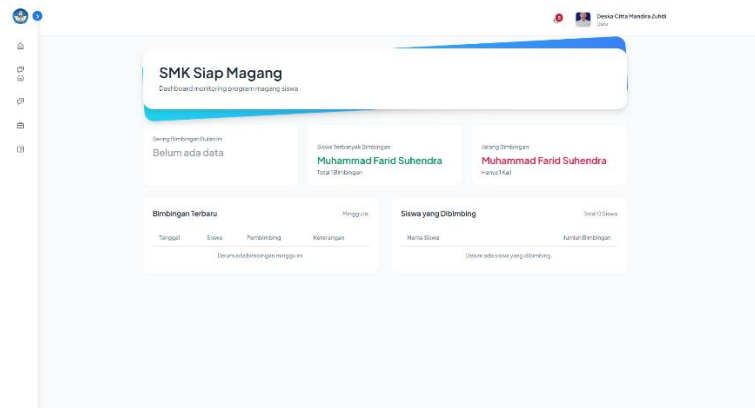 Deska Citta Mandira Zuhdi
Guru
SMK Siap Magang
Dashboard monitoring program magang siswa
Sering Bimbingan Bulan Ini
Belum ada data
Siswa Terbanyak Bimbingan
Muhammad Farid Suhendra
Total 1 Bimbingan
Jarang Bimbingan
Muhammad Farid Suhendra
Hanya 1 Kali
Bimbingan Terbaru
Minggu ini
Tanggal Siswa Pembimbing Keterangan
Belum ada bimbingan minggu ini
Siswa yang Dibimbing
Total 0 Siswa
Nama Siswa Jumlah Bimbingan
Belum ada siswa yang dibimbing.